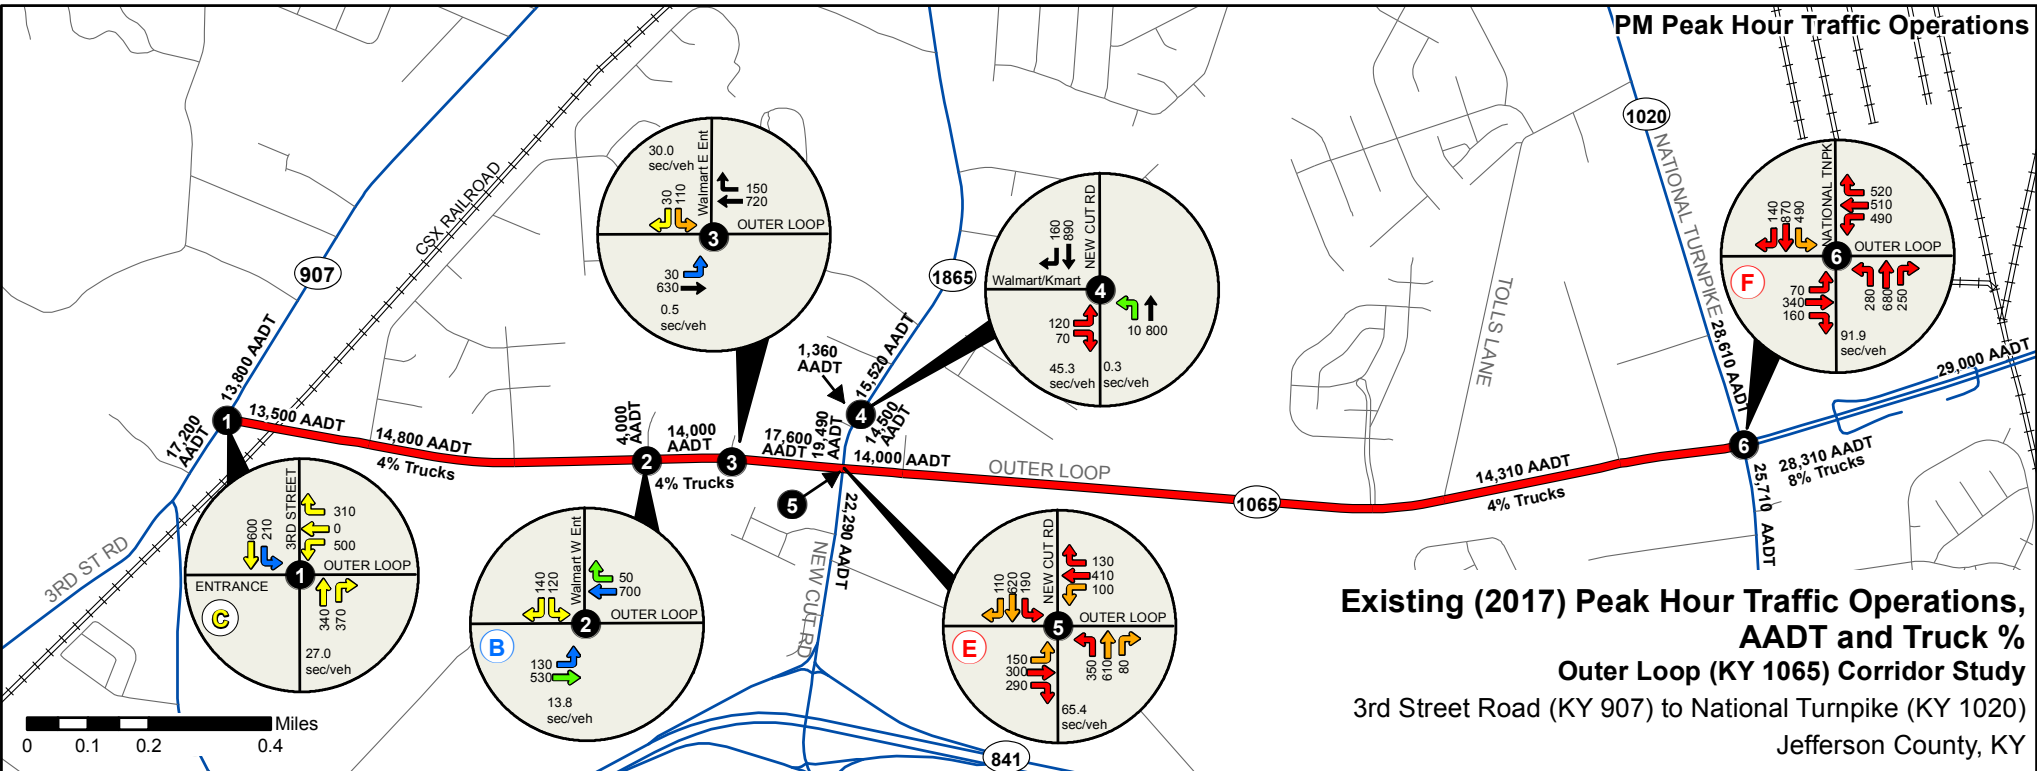 PM Peak Hour Traffic Operations
907
CSX RAILROAD
1865
1020
NATIONAL TURNPIKE
TOLLS LANE
13,800 AADT
17,200
AADT
1
13,500 AADT
14,800 AADT
4% Trucks
4,000
AADT
2
14,000
AADT
3
4% Trucks
17,600
AADT
1,360
AADT
15,520 AADT
4
19,490
AADT
14,500
AADT
14,000 AADT
5
22,290 AADT
NEW CUT RD
OUTER LOOP
1065
14,310 AADT
4% Trucks
28,610 AADT
6
29,000 AADT
28,310 AADT
8% Trucks
25,710 AADT
3RD ST RD
841
30.0
sec/veh
Walmart E Ent
30
110
150
720
OUTER LOOP
3
30
630
0.5
sec/veh
160
890
NEW CUT RD
Walmart/Kmart
4
120
70
10
800
45.3
sec/veh
0.3
sec/veh
140
870
490
NATIONAL TNPK
520
510
490
OUTER LOOP
6
F
70
340
160
280
680
250
91.9
sec/veh
600
210
3RD STREET
310
0
500
OUTER LOOP
ENTRANCE
1
C
340
370
27.0
sec/veh
140
120
Walmart W Ent
50
700
OUTER LOOP
2
B
130
530
13.8
sec/veh
110
620
190
NEW CUT RD
130
410
100
OUTER LOOP
5
E
150
300
290
350
610
80
65.4
sec/veh
Existing (2017) Peak Hour Traffic Operations,
AADT and Truck %
Outer Loop (KY 1065) Corridor Study
3rd Street Road (KY 907) to National Turnpike (KY 1020)
Jefferson County, KY
Miles
0
0.1
0.2
0.4